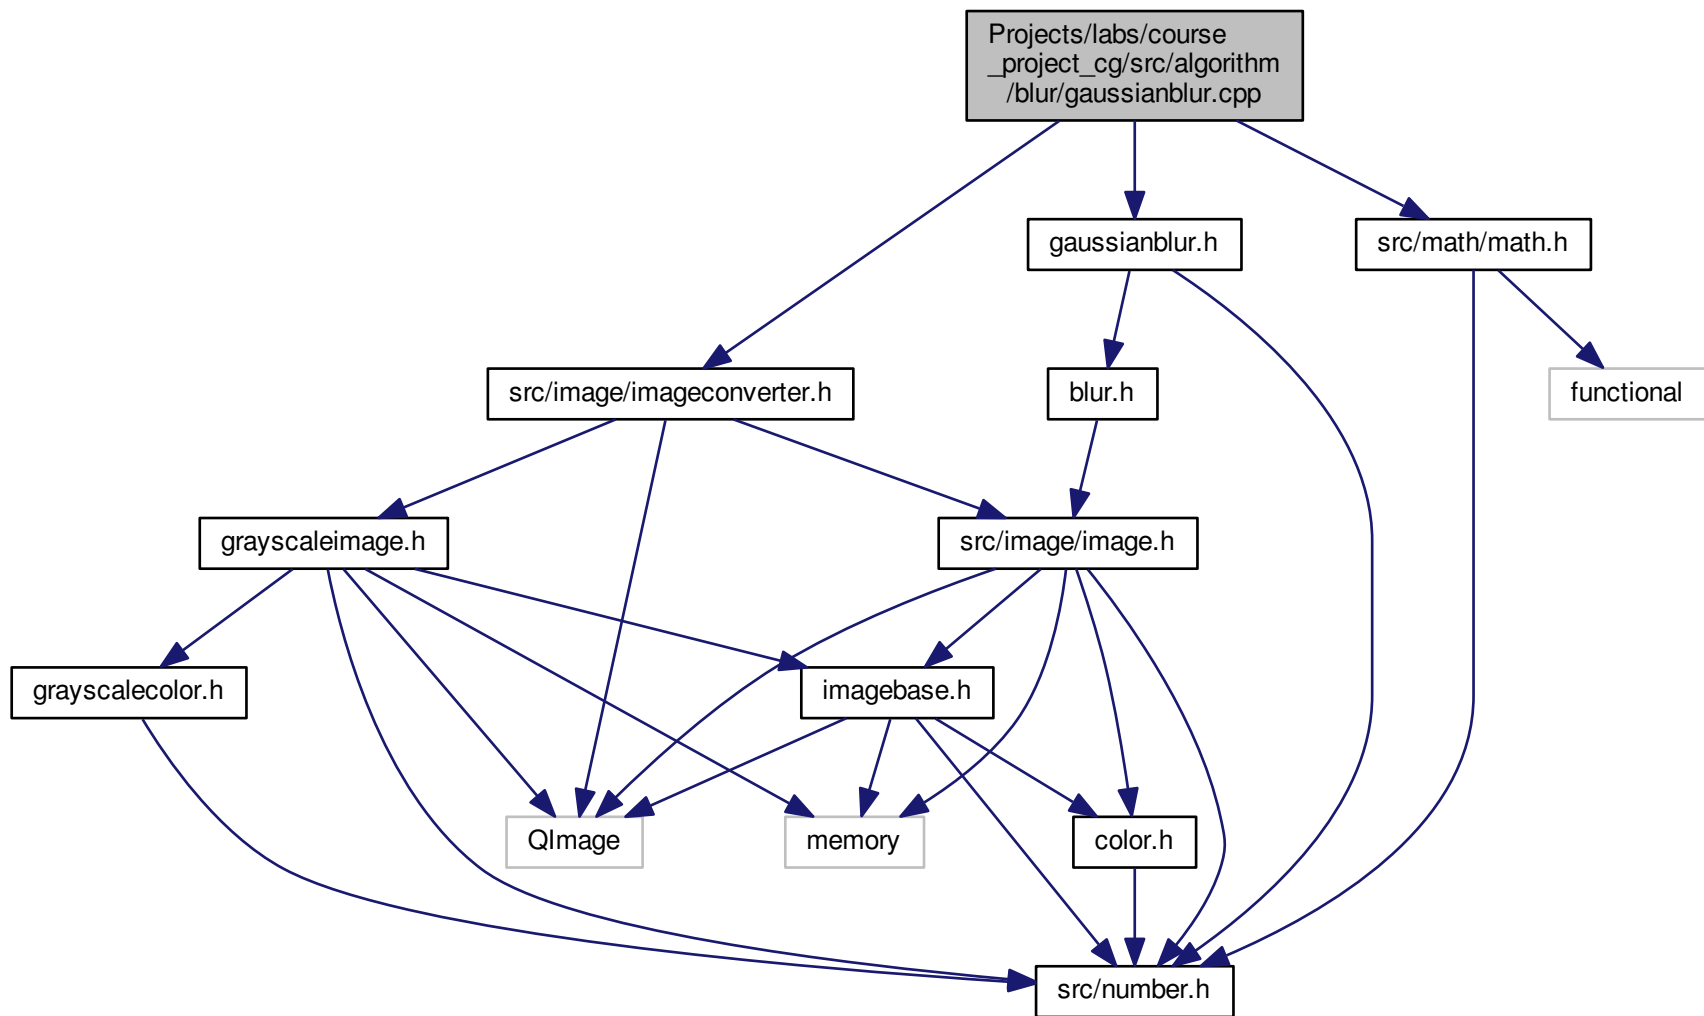 Projects/labs/course
_project_cg/src/algorithm
/blur/gaussianblur.cpp
gaussianblur.h
src/math/math.h
src/image/imageconverter.h
blur.h
functional
grayscaleimage.h
src/image/image.h
grayscalecolor.h
imagebase.h
QImage
memory
color.h
src/number.h